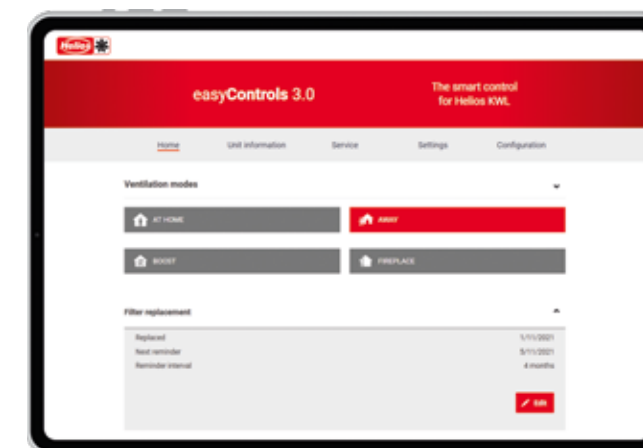 Helios
easyControls 3.0
The smart control
for Helios KWL
Home Unit information Service Settings Configuration
Ventilation modes
AT HOME AWAY
BOOST FIREPLACE
Filter replacement
Replaced 1/11/2021
Next reminder 5/11/2021
Reminder interval 4 months
Edit